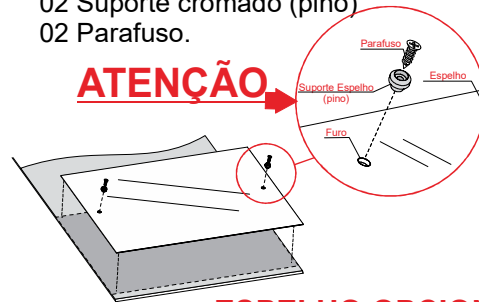 02 Suporte cromado (pino)
02 Parafuso.
ATENÇÃO
Parafuso
Suporte Espelho
(pino)
Espelho
Furo